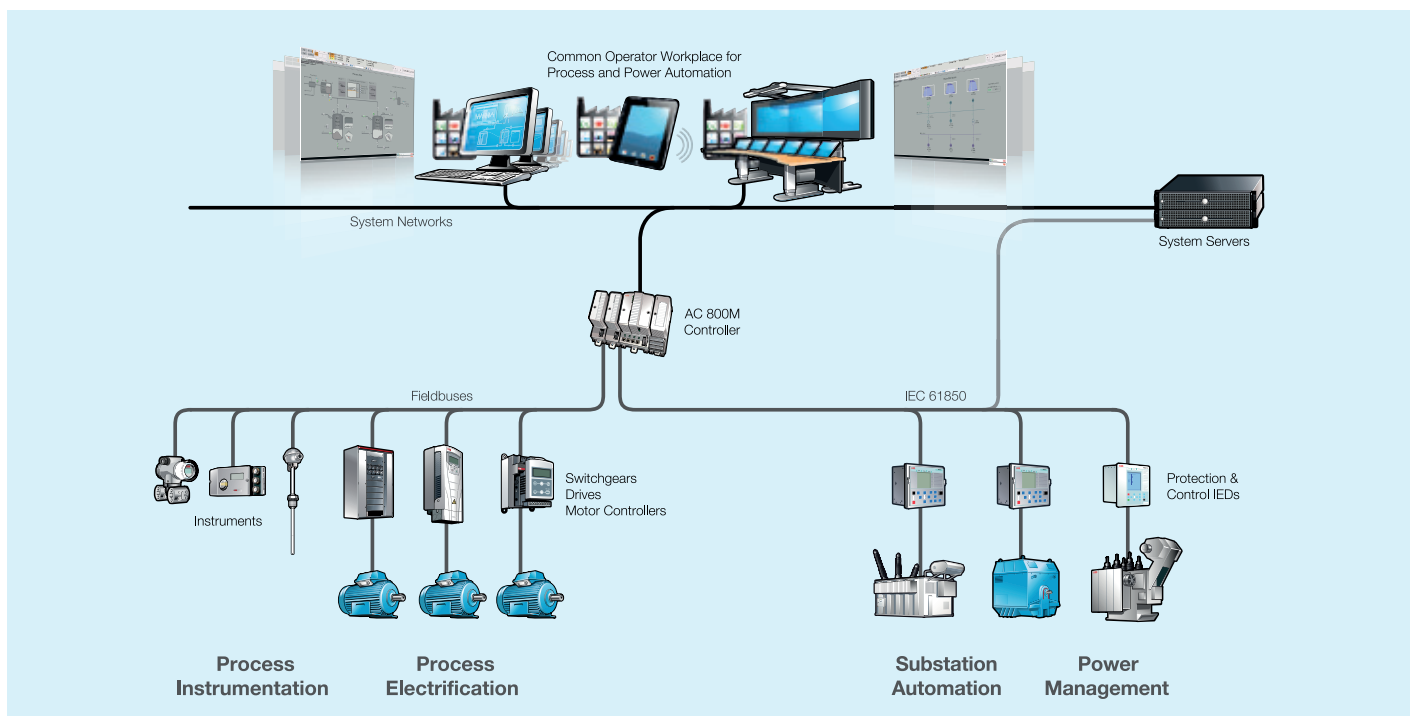 Common Operator Workplace for
Process and Power Automation
System Networks
System Servers
AC 800M
Controller
Fieldbuses
IEC 61850
Instruments
Switchgears
Drives
Motor Controllers
Protection &
Control IEDs
Process
Instrumentation
Process
Electrification
Substation
Automation
Power
Management